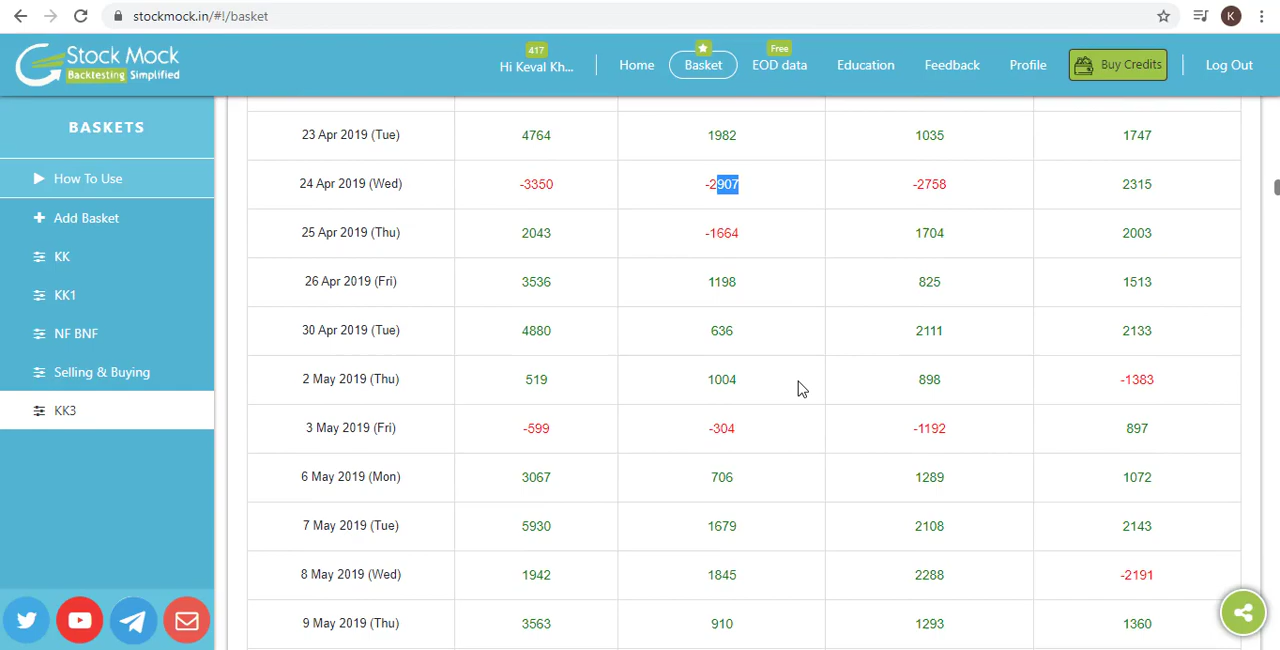 stockmock.in/#!/basket
K
Stock Mock
Backtesting Simplified
417
Hi Keval Kh...
Home
Basket
Free
EOD data
Education
Feedback
Profile
Buy Credits
Log Out
BASKETS
How To Use
Add Basket
KK
KK1
NF BNF
Selling & Buying
KK3
23 Apr 2019 (Tue) 4764 1982 1035 1747
24 Apr 2019 (Wed) -3350 -2907 -2758 2315
25 Apr 2019 (Thu) 2043 -1664 1704 2003
26 Apr 2019 (Fri) 3536 1198 825 1513
30 Apr 2019 (Tue) 4880 636 2111 2133
2 May 2019 (Thu) 519 1004 898 -1383
3 May 2019 (Fri) -599 -304 -1192 897
6 May 2019 (Mon) 3067 706 1289 1072
7 May 2019 (Tue) 5930 1679 2108 2143
8 May 2019 (Wed) 1942 1845 2288 -2191
9 May 2019 (Thu) 3563 910 1293 1360